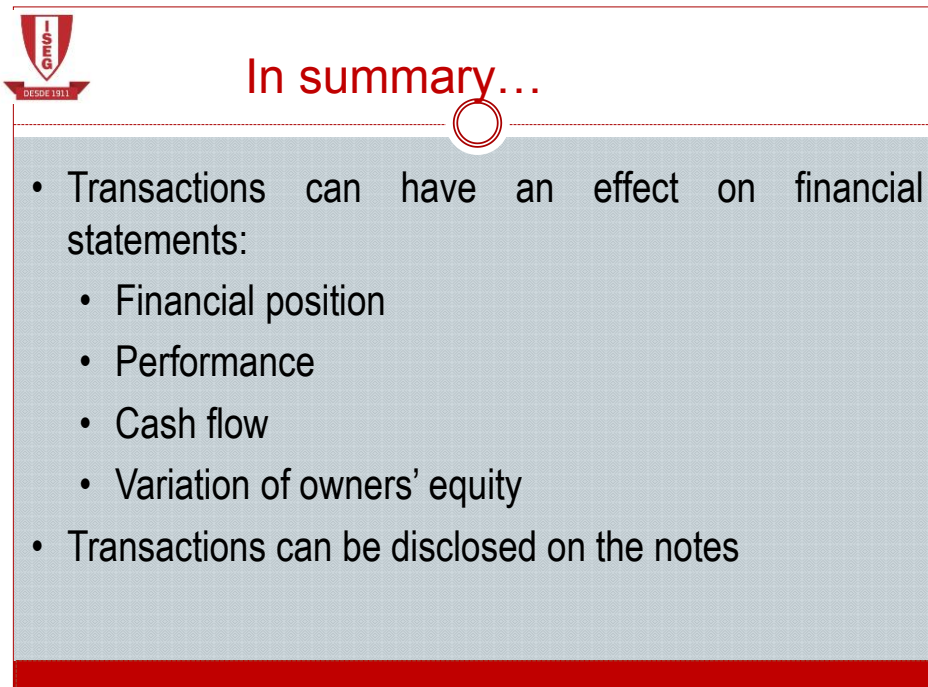 ISEG
DESDE 1911
In summary…
• Transactions can have an effect on financial
statements:
• Financial position
• Performance
• Cash flow
• Variation of owners’ equity
• Transactions can be disclosed on the notes